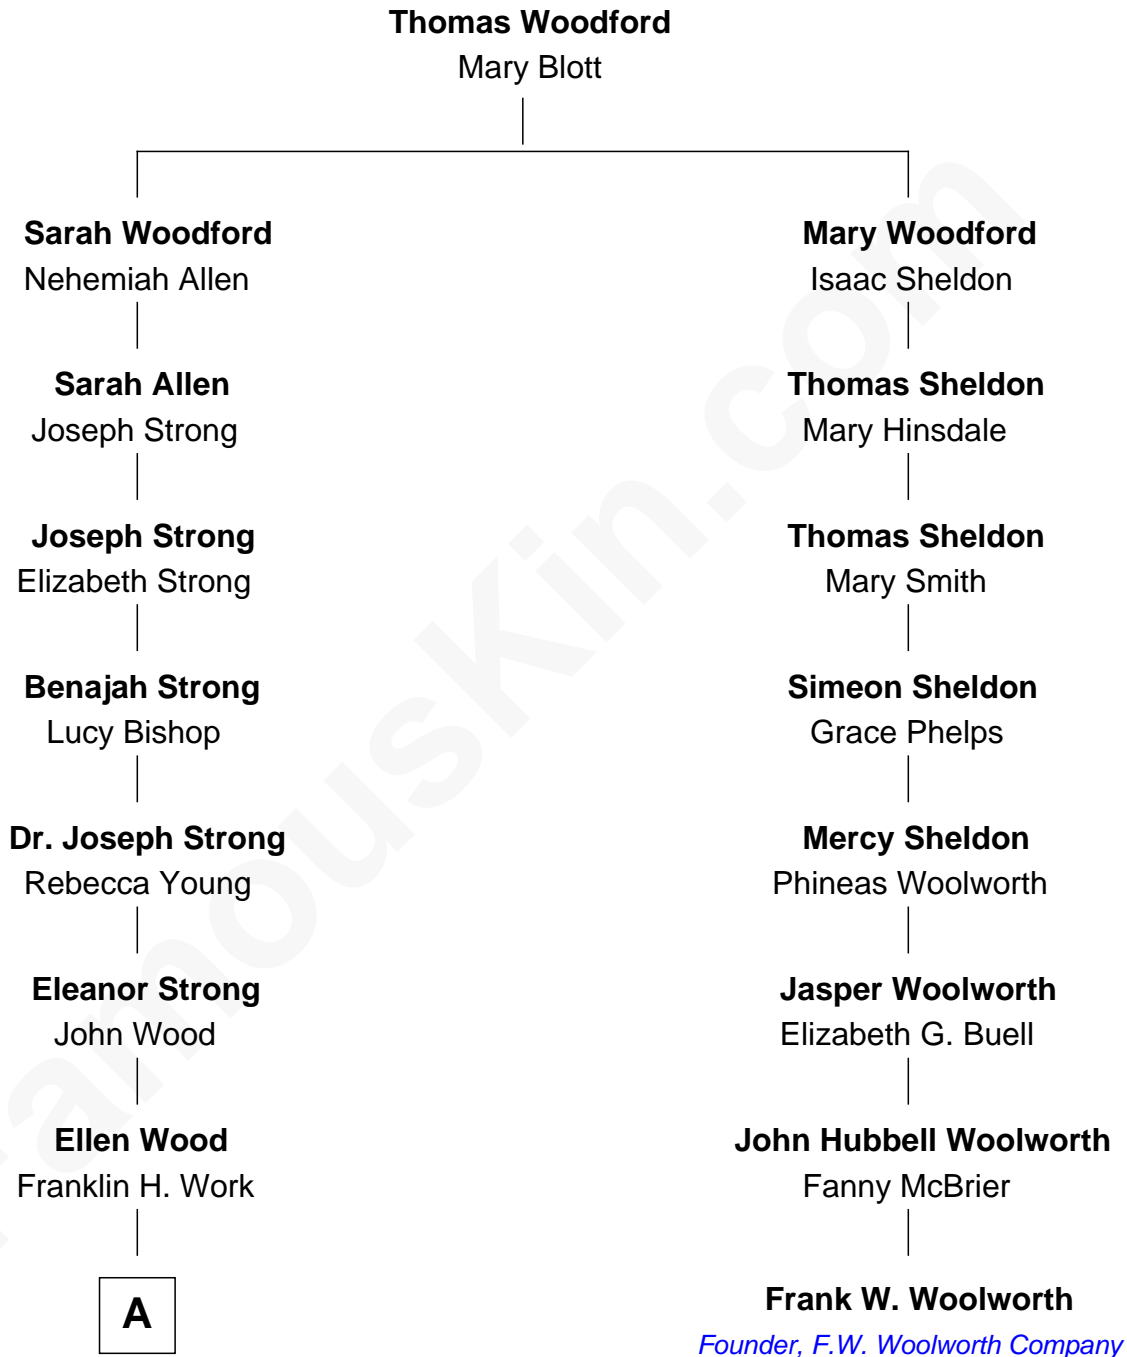 Thomas Woodford
Mary Blott
Sarah Woodford
Nehemiah Allen
Mary Woodford
Isaac Sheldon
Sarah Allen
Joseph Strong
Thomas Sheldon
Mary Hinsdale
Joseph Strong
Elizabeth Strong
Thomas Sheldon
Mary Smith
Benajah Strong
Lucy Bishop
Simeon Sheldon
Grace Phelps
Dr. Joseph Strong
Rebecca Young
Mercy Sheldon
Phineas Woolworth
Eleanor Strong
John Wood
Jasper Woolworth
Elizabeth G. Buell
Ellen Wood
Franklin H. Work
John Hubbell Woolworth
Fanny McBrier
A
Frank W. Woolworth
Founder, F.W. Woolworth Company
FamousKin.com